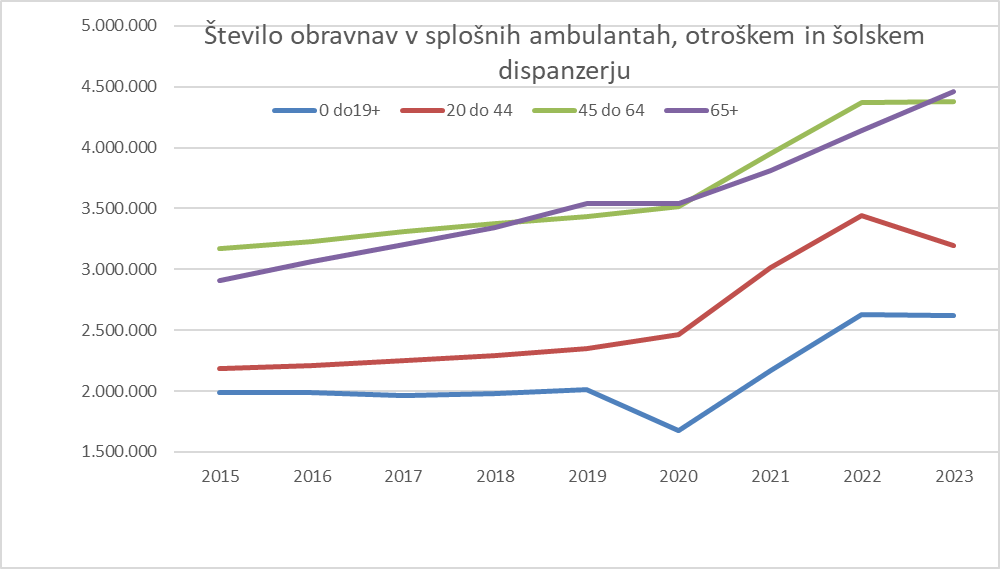 5.000.000
Število obravnav v splošnih ambulantah, otroškem in šolskem
dispanzerju
4.500.000
0 do19+ 20 do 44 45 do 64 65+
4.000.000
3.500.000
3.000.000
2.500.000
2.000.000
1.500.000
2015 2016 2017 2018 2019 2020 2021 2022 2023